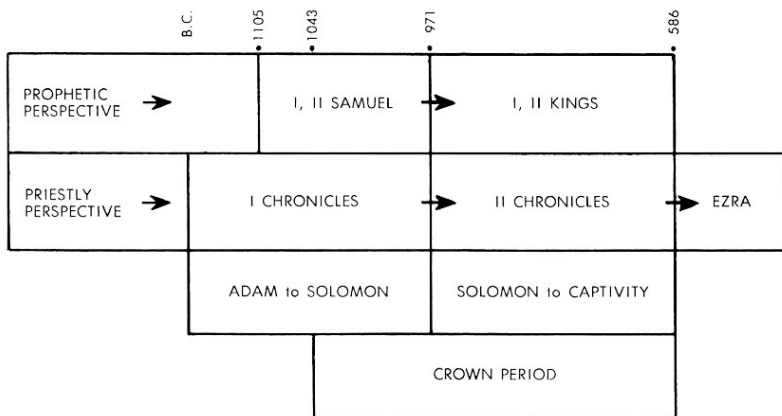 B.C.
1105
1043
971
586
PROPHETIC
PERSPECTIVE
I, II SAMUEL
I, II KINGS
PRIESTLY
PERSPECTIVE
I CHRONICLES
II CHRONICLES
EZRA
ADAM to SOLOMON
SOLOMON to CAPTIVITY
CROWN PERIOD